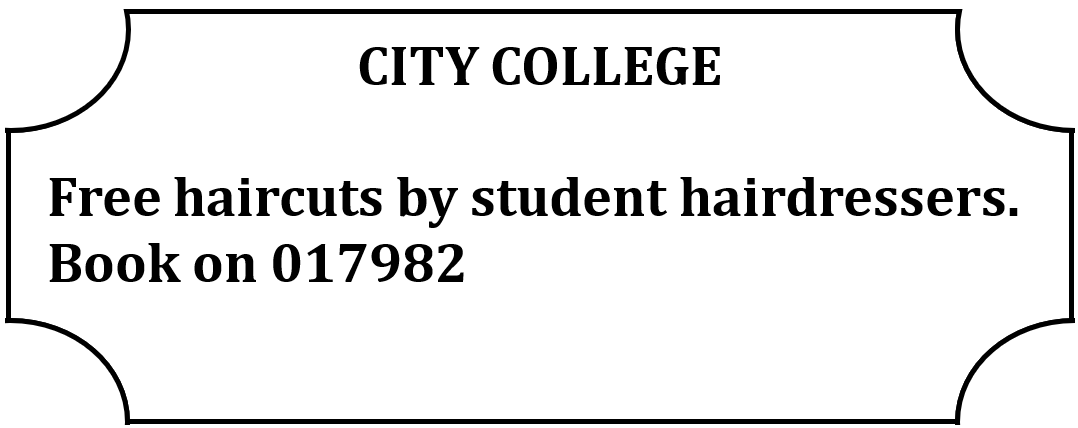 CITY COLLEGE
Free haircuts by student hairdressers.
Book on 017982